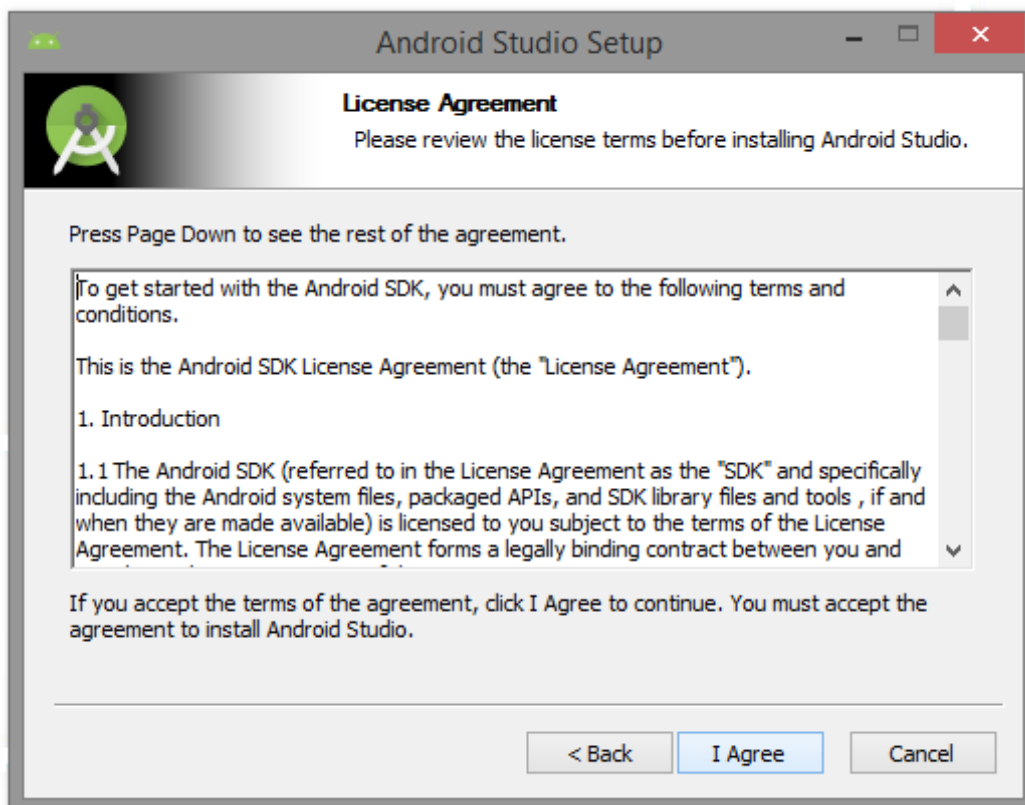 Android Studio Setup
License Agreement
Please review the license terms before installing Android Studio.
Press Page Down to see the rest of the agreement.
To get started with the Android SDK, you must agree to the following terms and
conditions.
This is the Android SDK License Agreement (the "License Agreement").
1. Introduction
1.1 The Android SDK (referred to in the License Agreement as the "SDK" and specifically
including the Android system files, packaged APIs, and SDK library files and tools , if and
when they are made available) is licensed to you subject to the terms of the License
Agreement. The License Agreement forms a legally binding contract between you and
If you accept the terms of the agreement, click I Agree to continue. You must accept the
agreement to install Android Studio.
< Back
I Agree
Cancel